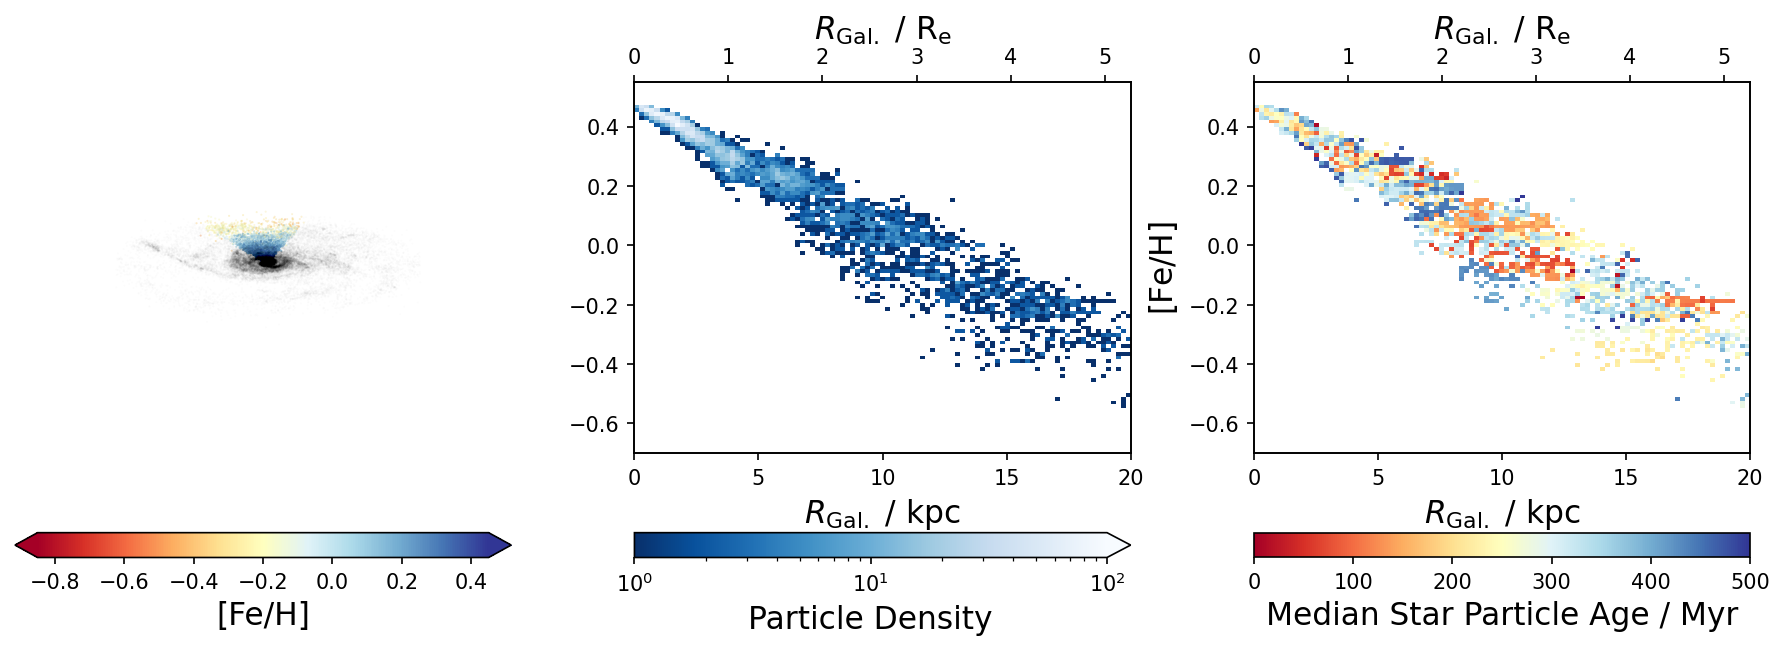 −0.8 −0.6 −0.4 −0.2 0.0 0.2 0.4
[Fe/H]
R_Gal. / R_e
0 1 2 3 4 5
0.4
0.2
0.0
−0.2
−0.4
−0.6
0 5 10 15 20
R_Gal. / kpc
10^0 10^1 10^2
Particle Density
R_Gal. / R_e
0 1 2 3 4 5
[Fe/H]
0.4
0.2
0.0
−0.2
−0.4
−0.6
0 5 10 15 20
R_Gal. / kpc
0 100 200 300 400 500
Median Star Particle Age / Myr